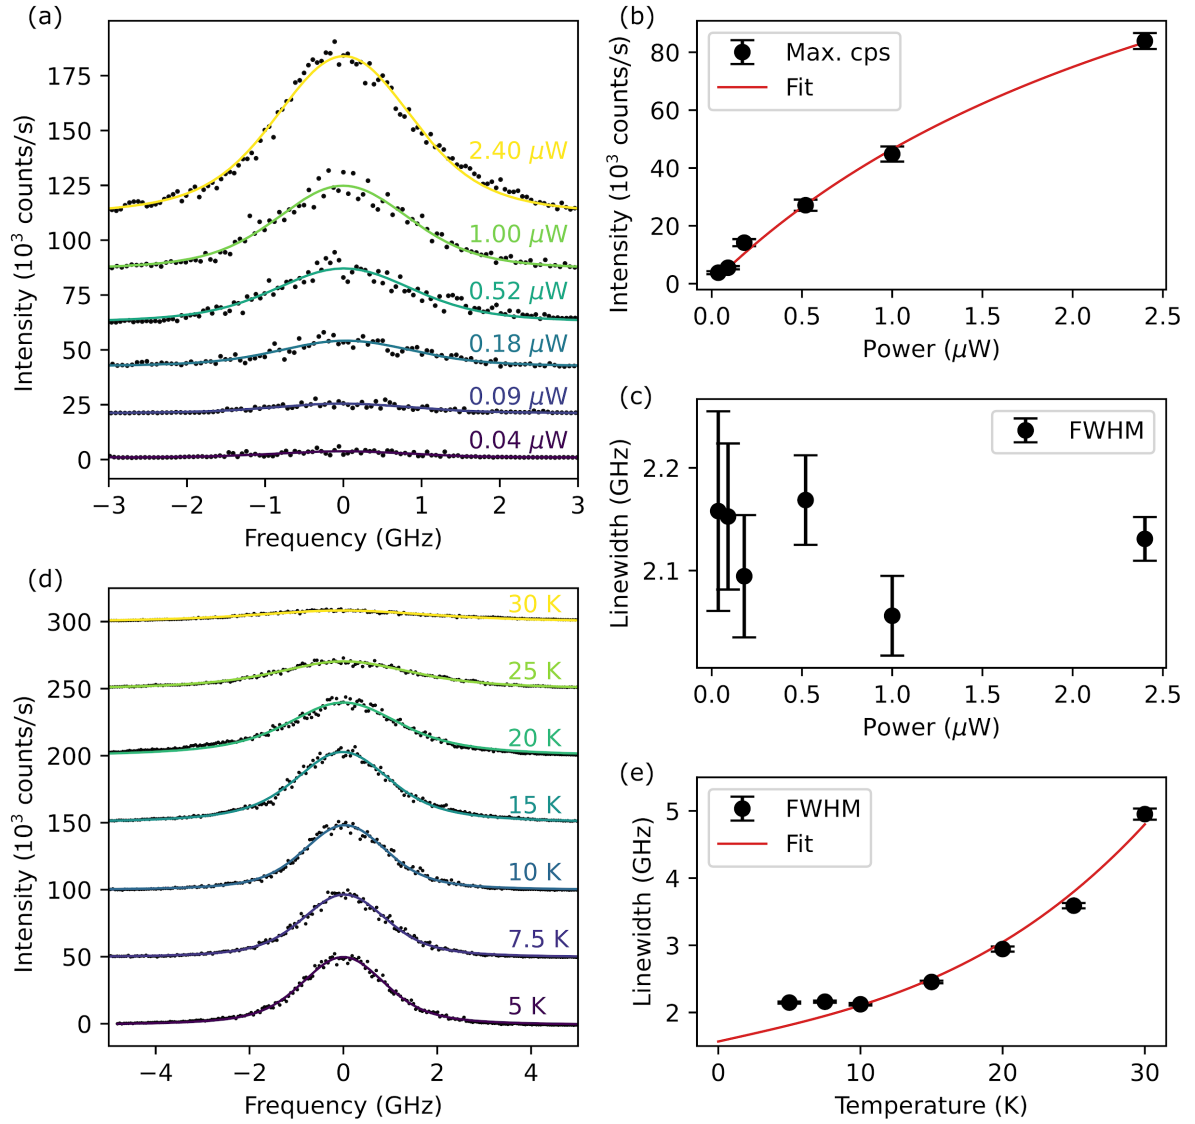 (a)
Intensity (10³ counts/s)
175
150
125
100
75
50
25
0
2.40 μW
1.00 μW
0.52 μW
0.18 μW
0.09 μW
0.04 μW
−3 −2 −1 0 1 2 3
Frequency (GHz)
(b)
Intensity (10³ counts/s)
80
60
40
20
0
Max. cps
Fit
0.0 0.5 1.0 1.5 2.0 2.5
Power (μW)
(c)
Linewidth (GHz)
2.2
2.1
FWHM
0.0 0.5 1.0 1.5 2.0 2.5
Power (μW)
(d)
Intensity (10³ counts/s)
300
250
200
150
100
50
0
30 K
25 K
20 K
15 K
10 K
7.5 K
5 K
−4 −2 0 2 4
Frequency (GHz)
(e)
Linewidth (GHz)
5
4
3
2
FWHM
Fit
0 10 20 30
Temperature (K)